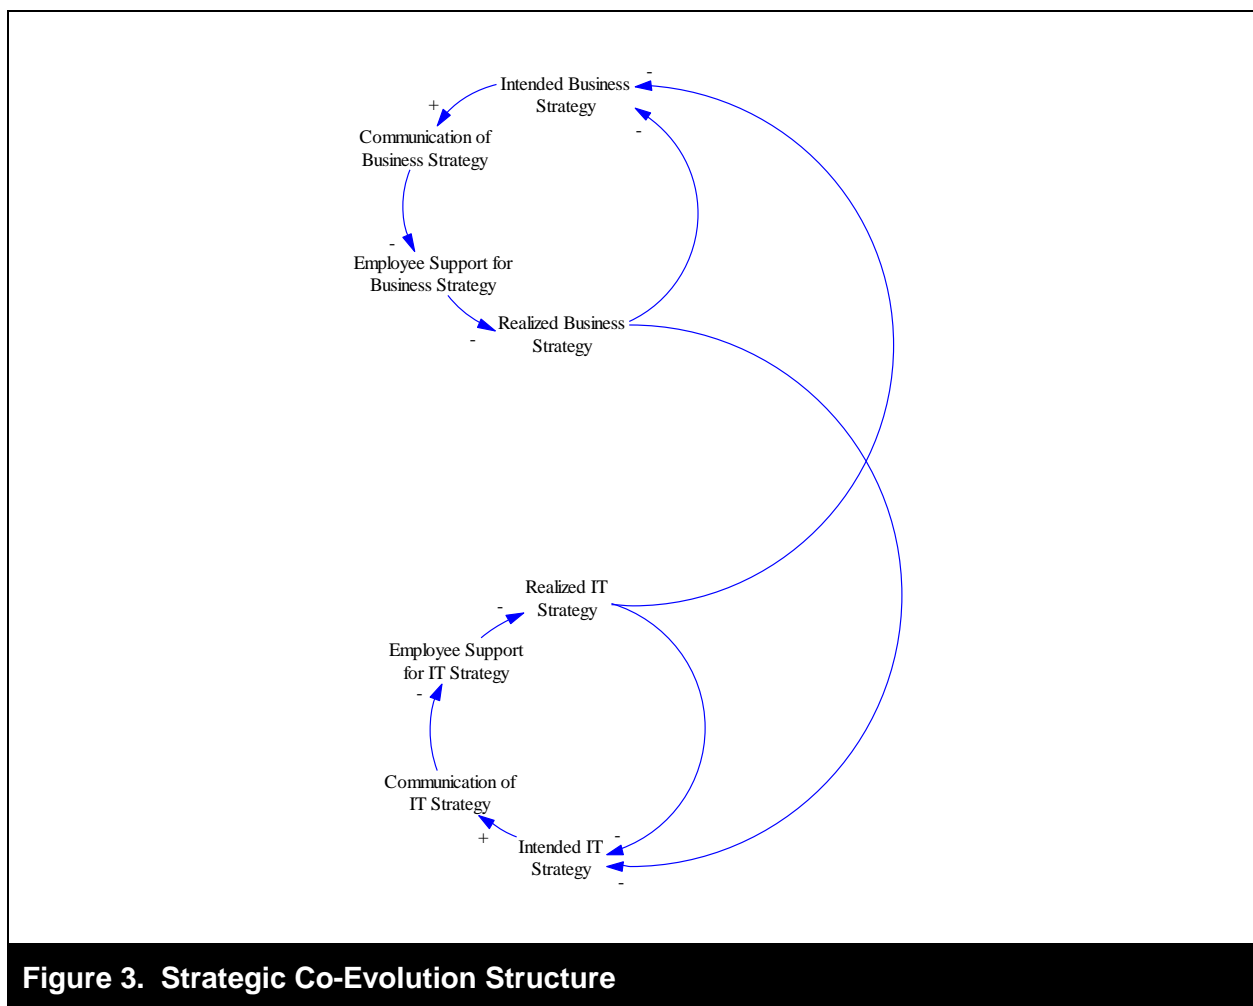 -
Intended Business
Strategy
+
-
Communication of
Business Strategy
-
Employee Support for
Business Strategy
Realized Business
-
Strategy
Realized IT
-
Strategy
Employee Support
for IT Strategy
-
Communication of
IT Strategy
+
-
Intended IT
Strategy
-
Figure 3.  Strategic Co-Evolution Structure